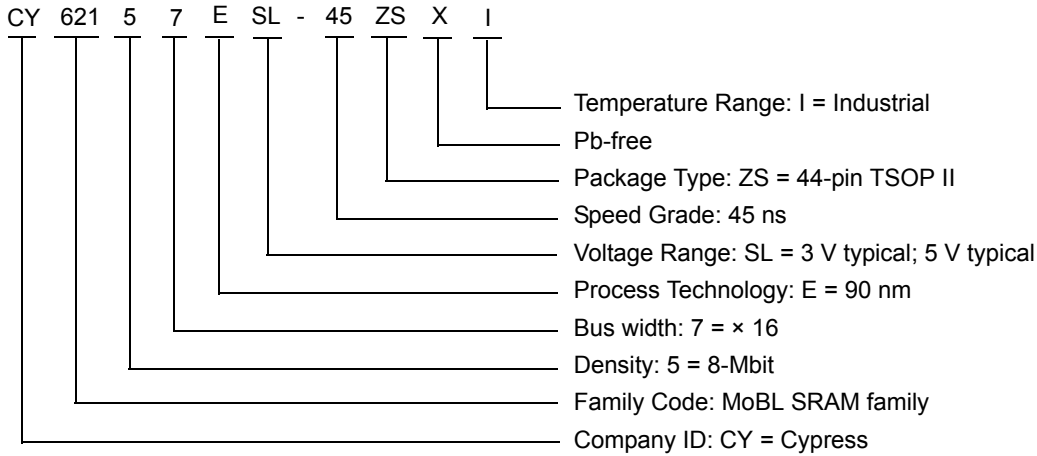 CY 621 5 7 E SL - 45 ZS X I
Temperature Range: I = Industrial
Pb-free
Package Type: ZS = 44-pin TSOP II
Speed Grade: 45 ns
Voltage Range: SL = 3 V typical; 5 V typical
Process Technology: E = 90 nm
Bus width: 7 = × 16
Density: 5 = 8-Mbit
Family Code: MoBL SRAM family
Company ID: CY = Cypress